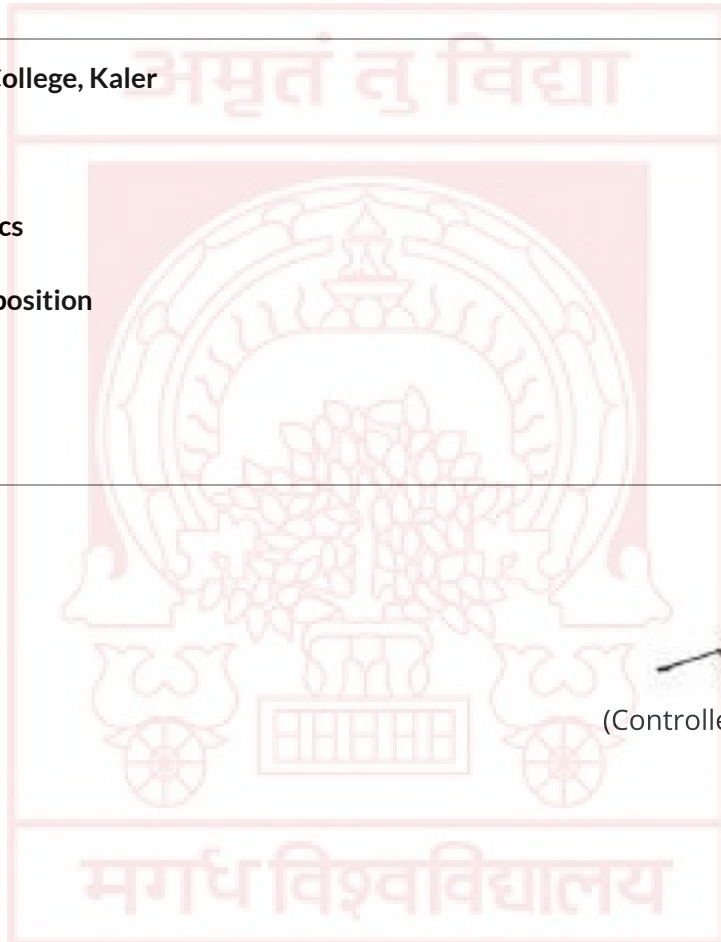 अमृतं तु विद्या
ollege, Kaler
cs
position
(Controlle
मगध विश्वविद्यालय